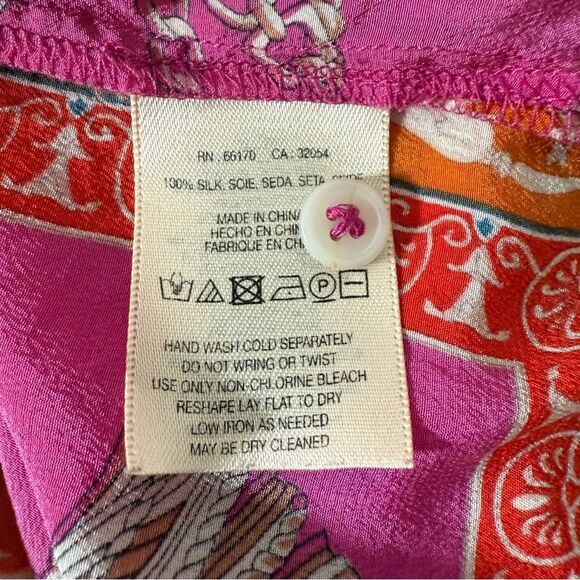 RN . 66170 CA : 32054
100% SILK, SOIE, SEDA, SETA,
MADE IN CHINA
HECHO EN
FABRIQUE EN
P
HAND WASH COLD SEPARATELY
DO NOT WRING OR TWIST
USE ONLY NON-CHLORINE BLEACH
RESHAPE LAY FLAT TO DRY
LOW IRON AS NEEDED
MAY BE DRY CLEANED